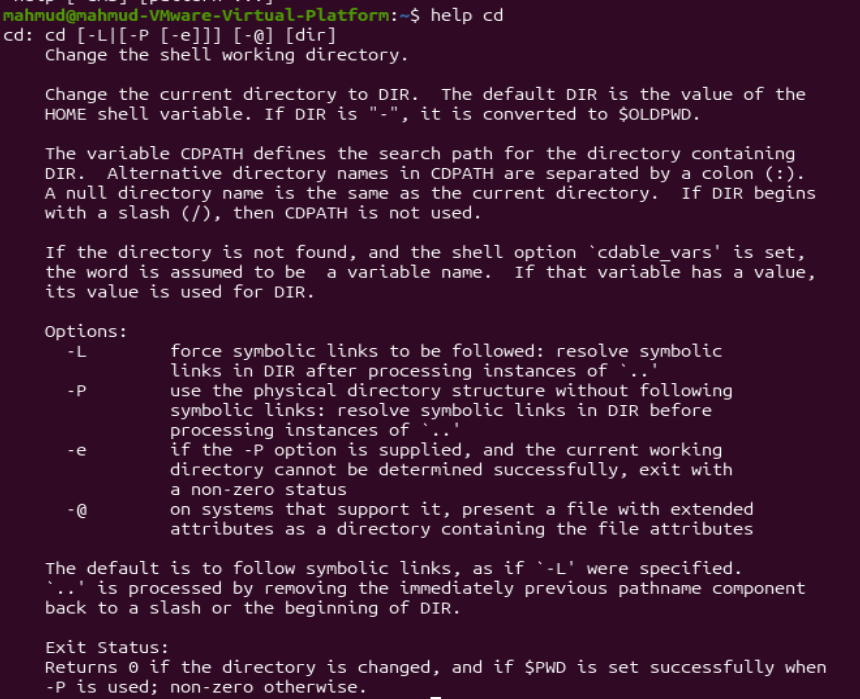 mahmud@mahmud-VMware-Virtual-Platform:~$ help cd
cd: cd [-L|[-P [-e]]] [-@] [dir]
    Change the shell working directory.

    Change the current directory to DIR.  The default DIR is the value of the
    HOME shell variable. If DIR is "-", it is converted to $OLDPWD.

    The variable CDPATH defines the search path for the directory containing
    DIR.  Alternative directory names in CDPATH are separated by a colon (:).
    A null directory name is the same as the current directory.  If DIR begins
    with a slash (/), then CDPATH is not used.

    If the directory is not found, and the shell option `cdable_vars' is set,
    the word is assumed to be  a variable name.  If that variable has a value,
    its value is used for DIR.

    Options:
      -L        force symbolic links to be followed: resolve symbolic
                links in DIR after processing instances of `..'
      -P        use the physical directory structure without following
                symbolic links: resolve symbolic links in DIR before
                processing instances of `..'
      -e        if the -P option is supplied, and the current working
                directory cannot be determined successfully, exit with
                a non-zero status
      -@        on systems that support it, present a file with extended
                attributes as a directory containing the file attributes

    The default is to follow symbolic links, as if `-L' were specified.
    `..' is processed by removing the immediately previous pathname component
    back to a slash or the beginning of DIR.

    Exit Status:
    Returns 0 if the directory is changed, and if $PWD is set successfully when
    -P is used; non-zero otherwise.